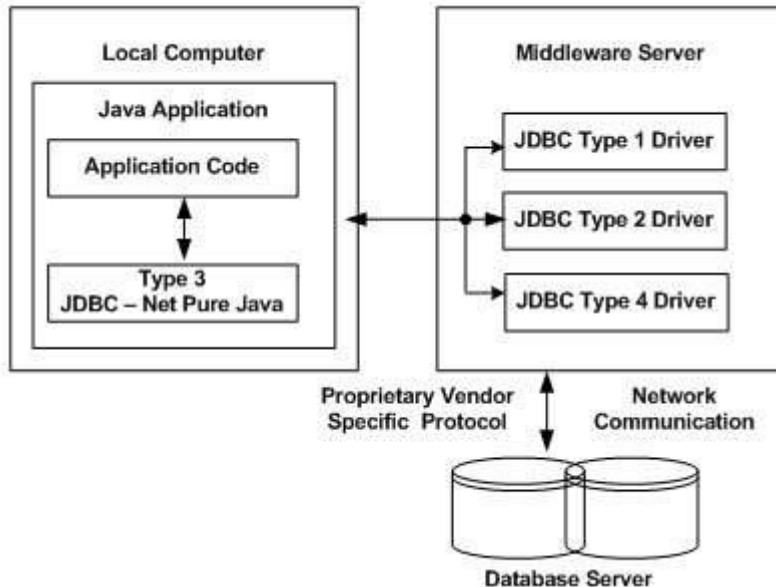 Local Computer
Java Application
Application Code
Type 3
JDBC – Net Pure Java
Middleware Server
JDBC Type 1 Driver
JDBC Type 2 Driver
JDBC Type 4 Driver
Proprietary Vendor
Specific Protocol
Network
Communication
Database Server